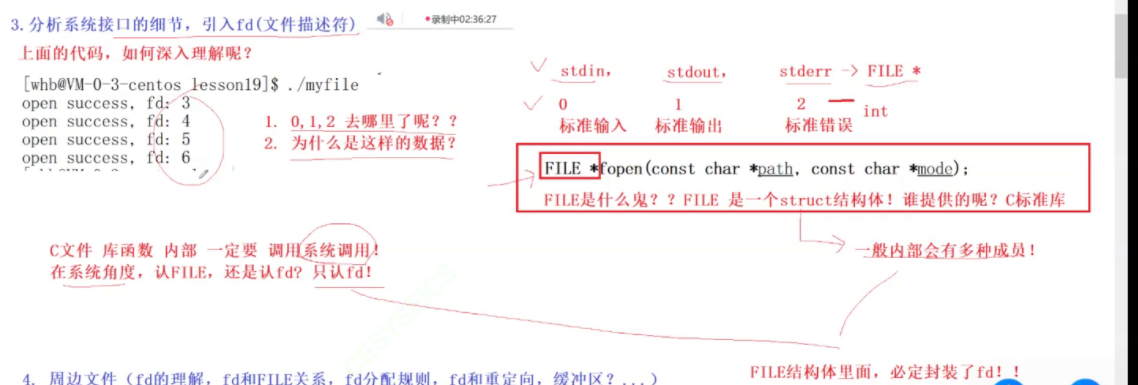 3.分析系统接口的细节，引入fd(文件描述符)
录制中02:36:27
上面的代码，如何深入理解呢？
[whb@VM-0-3-centos lesson19]$ ./myfile
open success, fd: 3
open success, fd: 4
open success, fd: 5
open success, fd: 6
1. 0,1,2 去哪里了呢？？
2. 为什么是这样的数据？
stdin, stdout, stderr -> FILE *
0 1 2 int
标准输入 标准输出 标准错误
FILE *fopen(const char *path, const char *mode);
FILE是什么鬼？？FILE 是一个struct结构体！谁提供的呢？C标准库
C文件 库函数 内部 一定要 调用系统调用！
在系统角度，认FILE，还是认fd？只认fd！
一般内部会有多种成员！
FILE结构体里面，必定封装了fd！！
4. 周边文件（fd的理解，fd和FILE关系，fd分配规则，fd和重定向，缓冲区？...）